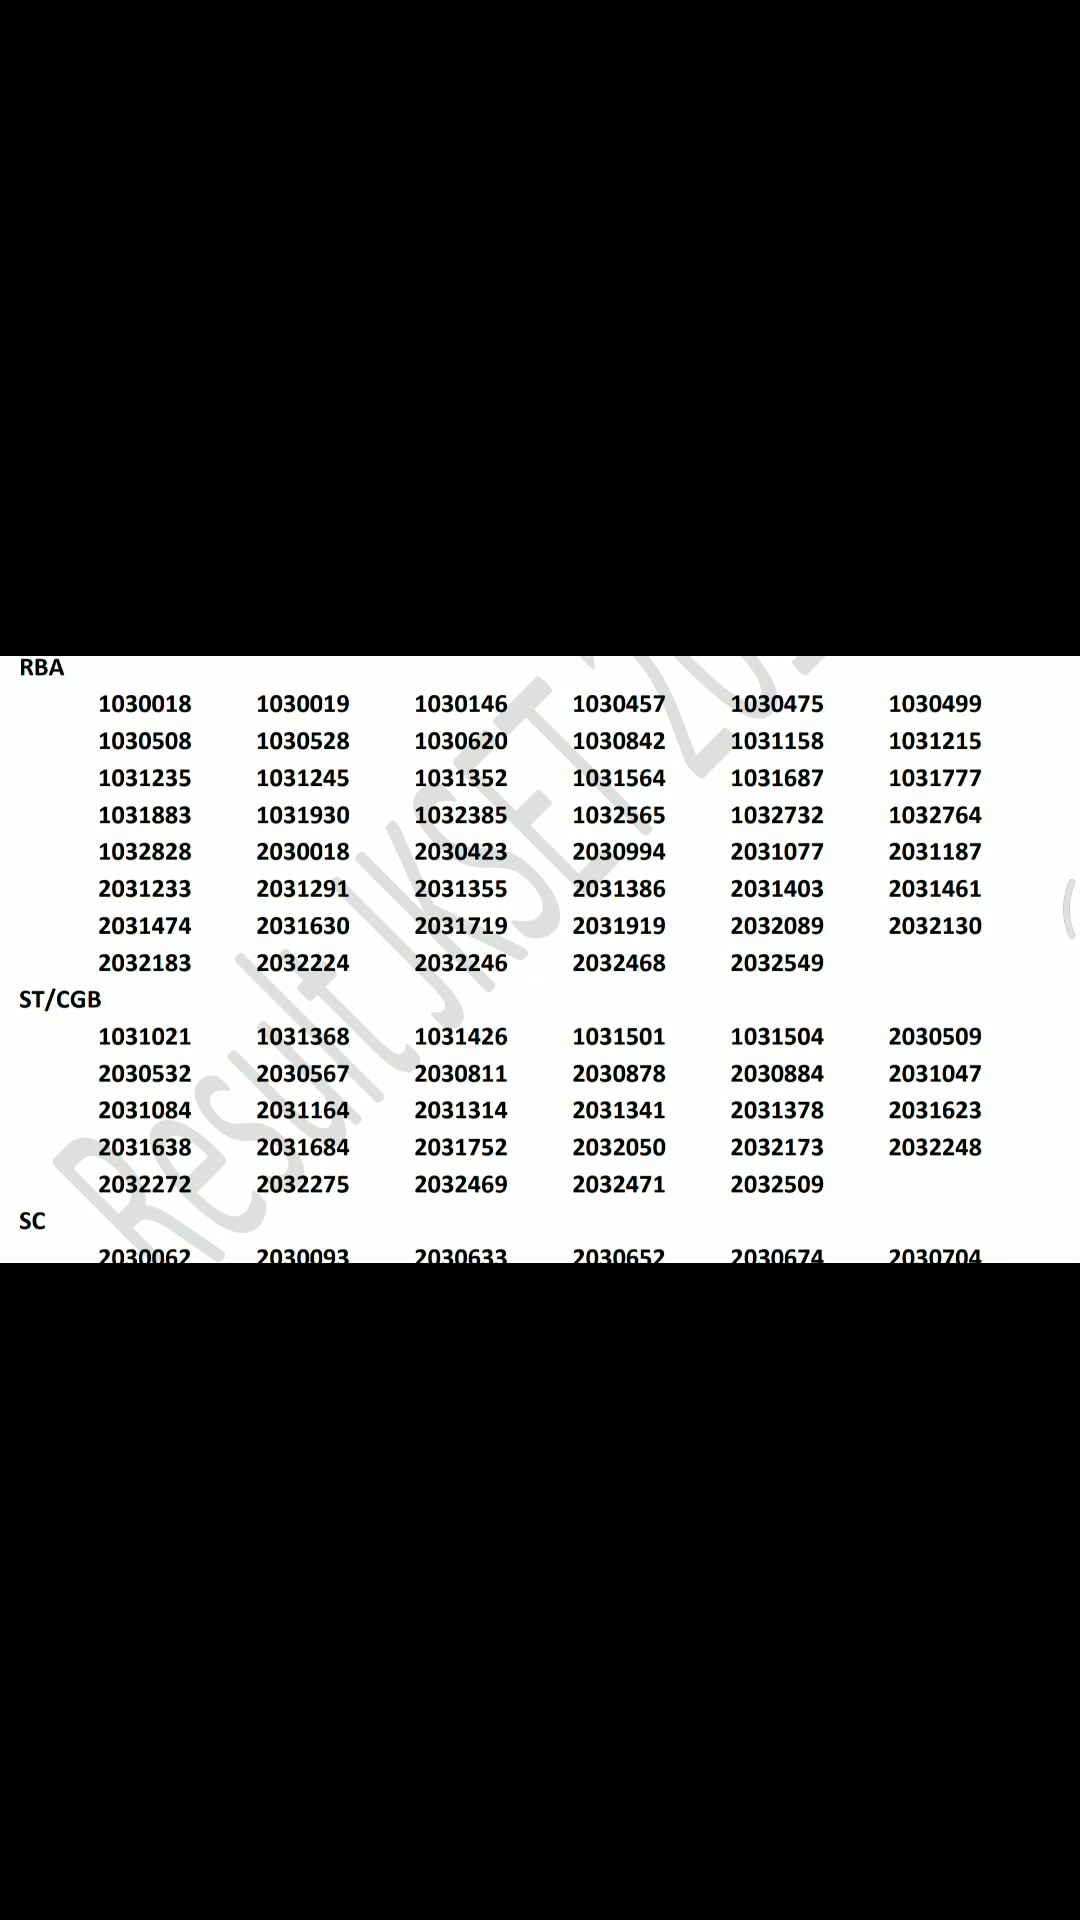 RBA
1030018 1030019 1030146 1030457 1030475 1030499
1030508 1030528 1030620 1030842 1031158 1031215
1031235 1031245 1031352 1031564 1031687 1031777
1031883 1031930 1032385 1032565 1032732 1032764
1032828 2030018 2030423 2030994 2031077 2031187
2031233 2031291 2031355 2031386 2031403 2031461
2031474 2031630 2031719 2031919 2032089 2032130
2032183 2032224 2032246 2032468 2032549
ST/CGB
1031021 1031368 1031426 1031501 1031504 2030509
2030532 2030567 2030811 2030878 2030884 2031047
2031084 2031164 2031314 2031341 2031378 2031623
2031638 2031684 2031752 2032050 2032173 2032248
2032272 2032275 2032469 2032471 2032509
SC
2030062 2030093 2030633 2030652 2030674 2030704
Result JKSET